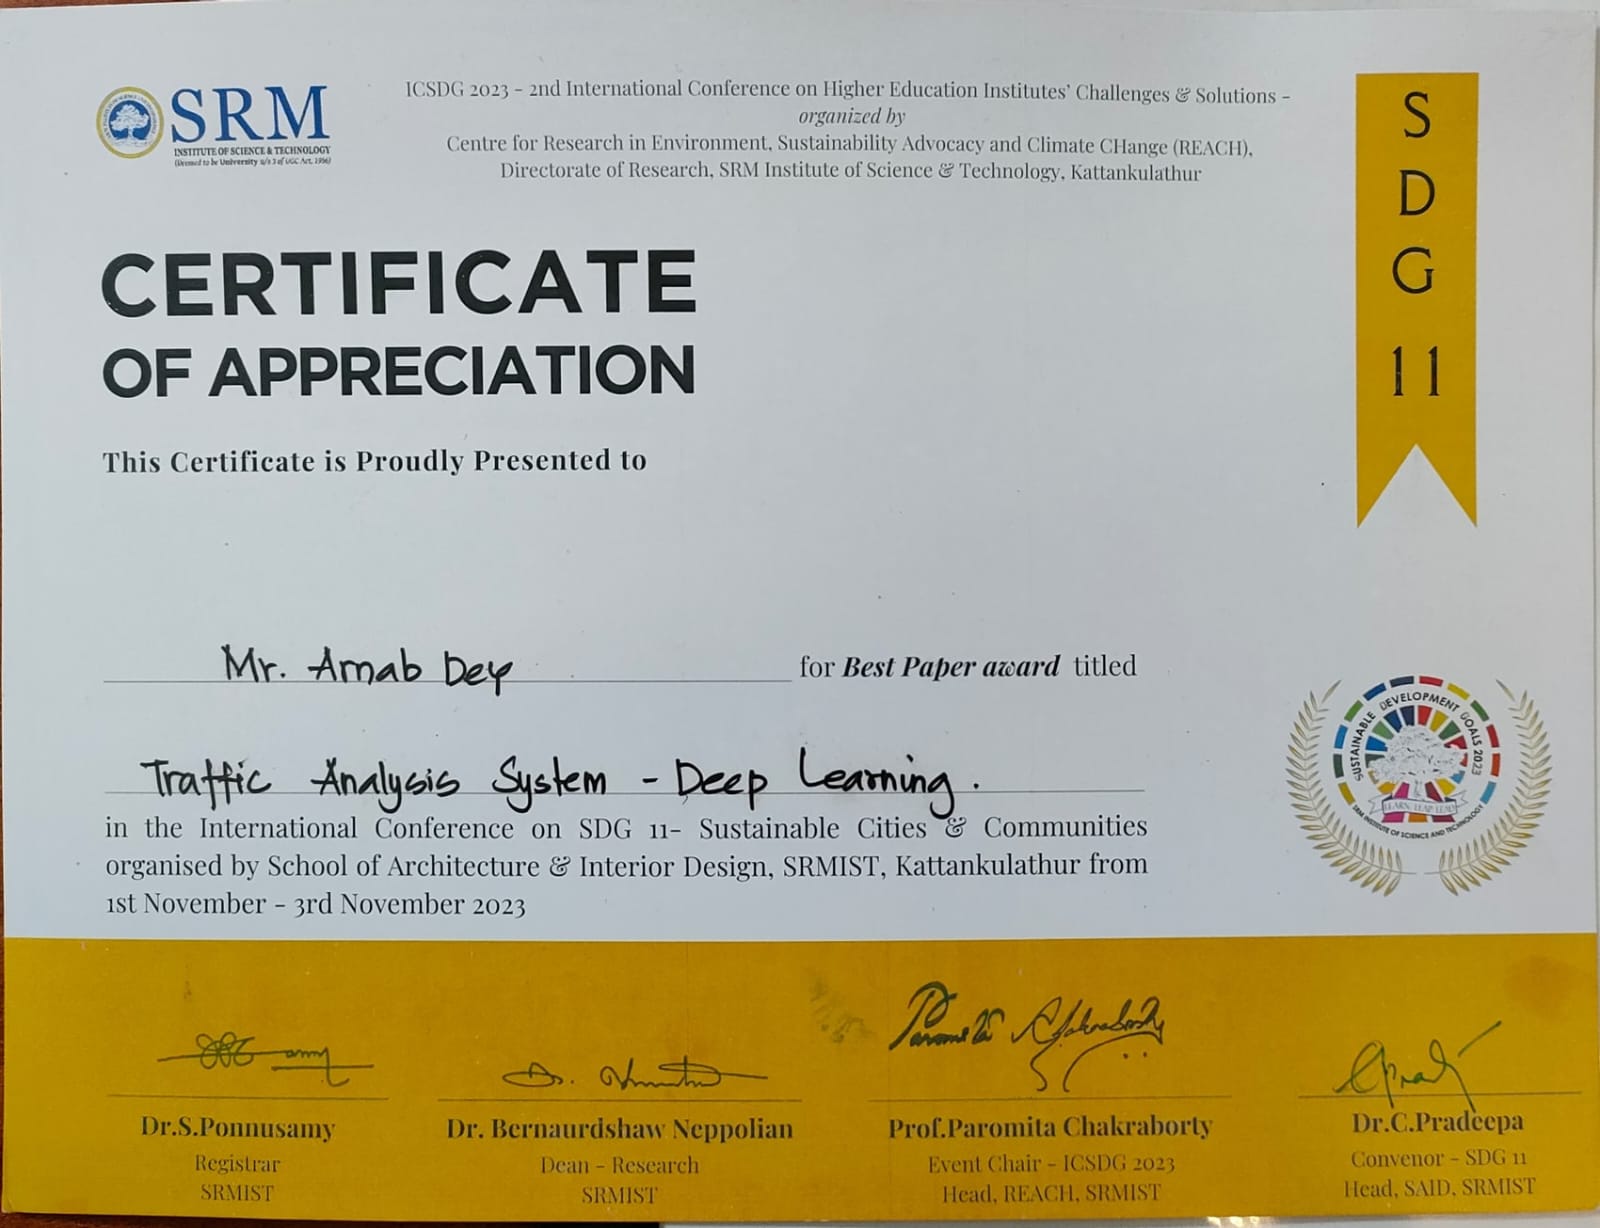 SRM
INSTITUTE OF SCIENCE & TECHNOLOGY
(Deemed to be University u/s 3 of UGC Act, 1956)
ICSDG 2023 - 2nd International Conference on Higher Education Institutes' Challenges & Solutions -
organized by
Centre for Research in Environment, Sustainability Advocacy and Climate CHange (REACH),
Directorate of Research, SRM Institute of Science & Technology, Kattankulathur
S
D
G
11
CERTIFICATE
OF APPRECIATION
This Certificate is Proudly Presented to
Mr. Arnab Dey for Best Paper award titled
Traffic Analysis System - Deep Learning.
in the International Conference on SDG 11- Sustainable Cities & Communities
organised by School of Architecture & Interior Design, SRMIST, Kattankulathur from
1st November - 3rd November 2023
SUSTAINABLE DEVELOPMENT GOALS 2023
LEARN LEAP LEAD
SRM INSTITUTE OF SCIENCE AND TECHNOLOGY
Dr.S.Ponnusamy
Registrar
SRMIST
Dr. Bernaurdshaw Neppolian
Dean - Research
SRMIST
Prof.Paromita Chakraborty
Event Chair - ICSDG 2023
Head, REACH, SRMIST
Dr.C.Pradeepa
Convenor - SDG 11
Head, SAID, SRMIST